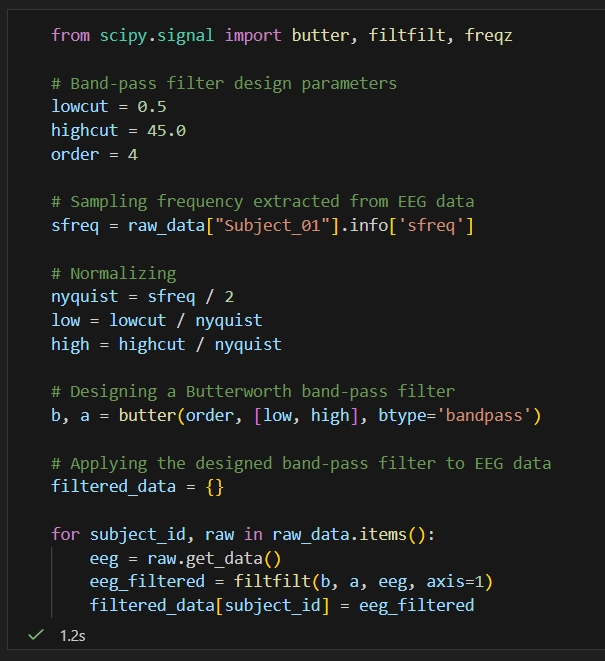 from scipy.signal import butter, filtfilt, freqz
# Band-pass filter design parameters
lowcut = 0.5
highcut = 45.0
order = 4
# Sampling frequency extracted from EEG data
sfreq = raw_data["Subject_01"].info['sfreq']
# Normalizing
nyquist = sfreq / 2
low = lowcut / nyquist
high = highcut / nyquist
# Designing a Butterworth band-pass filter
b, a = butter(order, [low, high], btype='bandpass')
# Applying the designed band-pass filter to EEG data
filtered_data = {}
for subject_id, raw in raw_data.items():
    eeg = raw.get_data()
    eeg_filtered = filtfilt(b, a, eeg, axis=1)
    filtered_data[subject_id] = eeg_filtered
1.2s